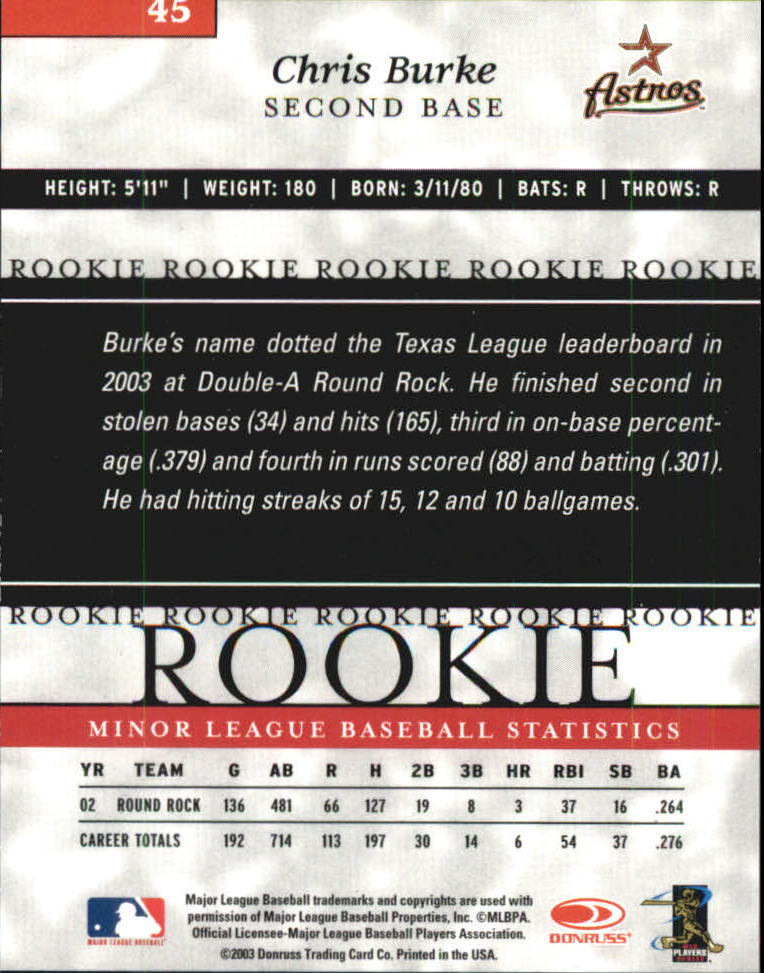 45
Chris Burke
SECOND BASE
Astros
HEIGHT: 5'11" | WEIGHT: 180 | BORN: 3/11/80 | BATS: R | THROWS: R
ROOKIE ROOKIE ROOKIE ROOKIE ROOKIE
Burke's name dotted the Texas League leaderboard in
2003 at Double-A Round Rock. He finished second in
stolen bases (34) and hits (165), third in on-base percent-
age (.379) and fourth in runs scored (88) and batting (.301).
He had hitting streaks of 15, 12 and 10 ballgames.
ROOKIE ROOKIE ROOKIE ROOKIE ROOKIE
ROOKIE
MINOR LEAGUE BASEBALL STATISTICS
YR TEAM G AB R H 2B 3B HR RBI SB BA
02 ROUND ROCK 136 481 66 127 19 8 3 37 16 .264
CAREER TOTALS 192 714 113 197 30 14 6 54 37 .276
Major League Baseball trademarks and copyrights are used with
permission of Major League Baseball Properties, Inc. ©MLBPA.
Official Licensee-Major League Baseball Players Association.
©2003 Donruss Trading Card Co. Printed in the USA.
MAJOR LEAGUE BASEBALL
DONRUSS®
PLAYERS